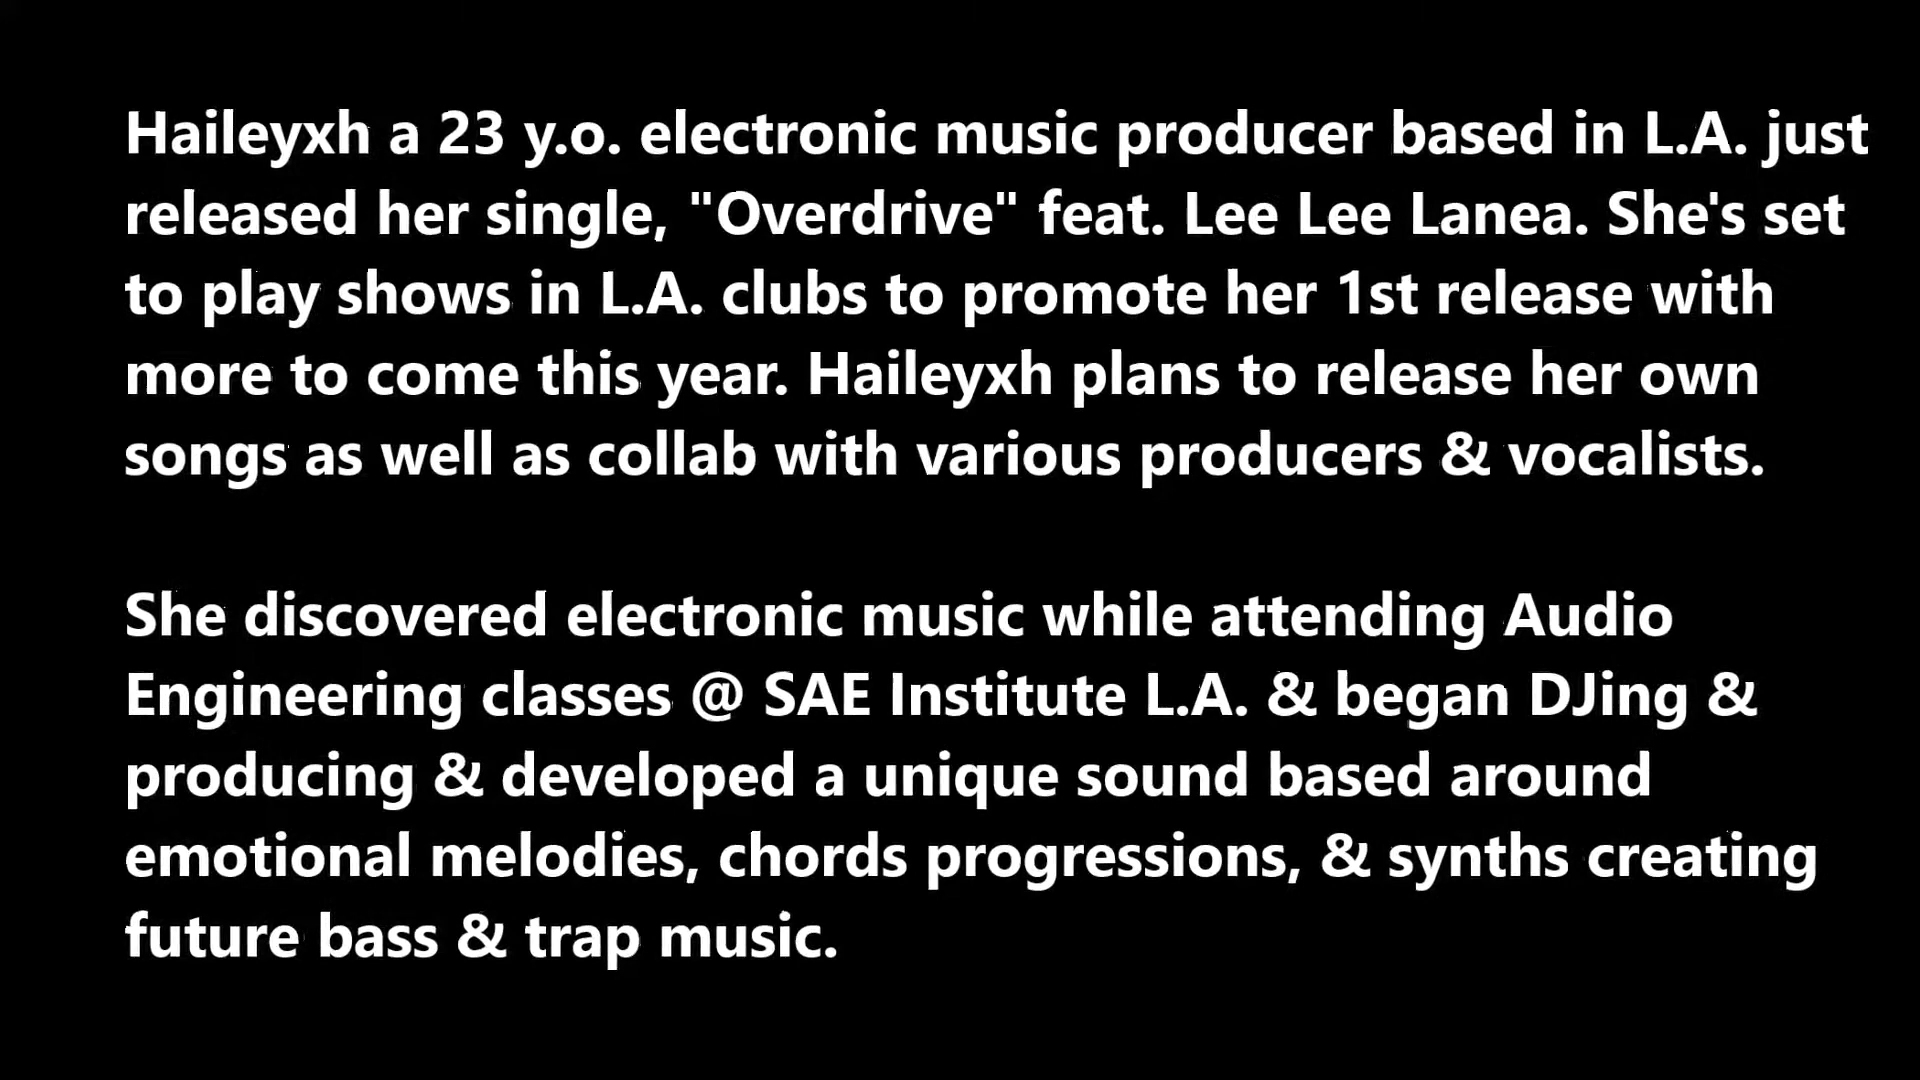 Haileyxh a 23 y.o. electronic music producer based in L.A. just
released her single, "Overdrive" feat. Lee Lee Lanea. She's set
to play shows in L.A. clubs to promote her 1st release with
more to come this year. Haileyxh plans to release her own
songs as well as collab with various producers & vocalists.
She discovered electronic music while attending Audio
Engineering classes @ SAE Institute L.A. & began DJing &
producing & developed a unique sound based around
emotional melodies, chords progressions, & synths creating
future bass & trap music.